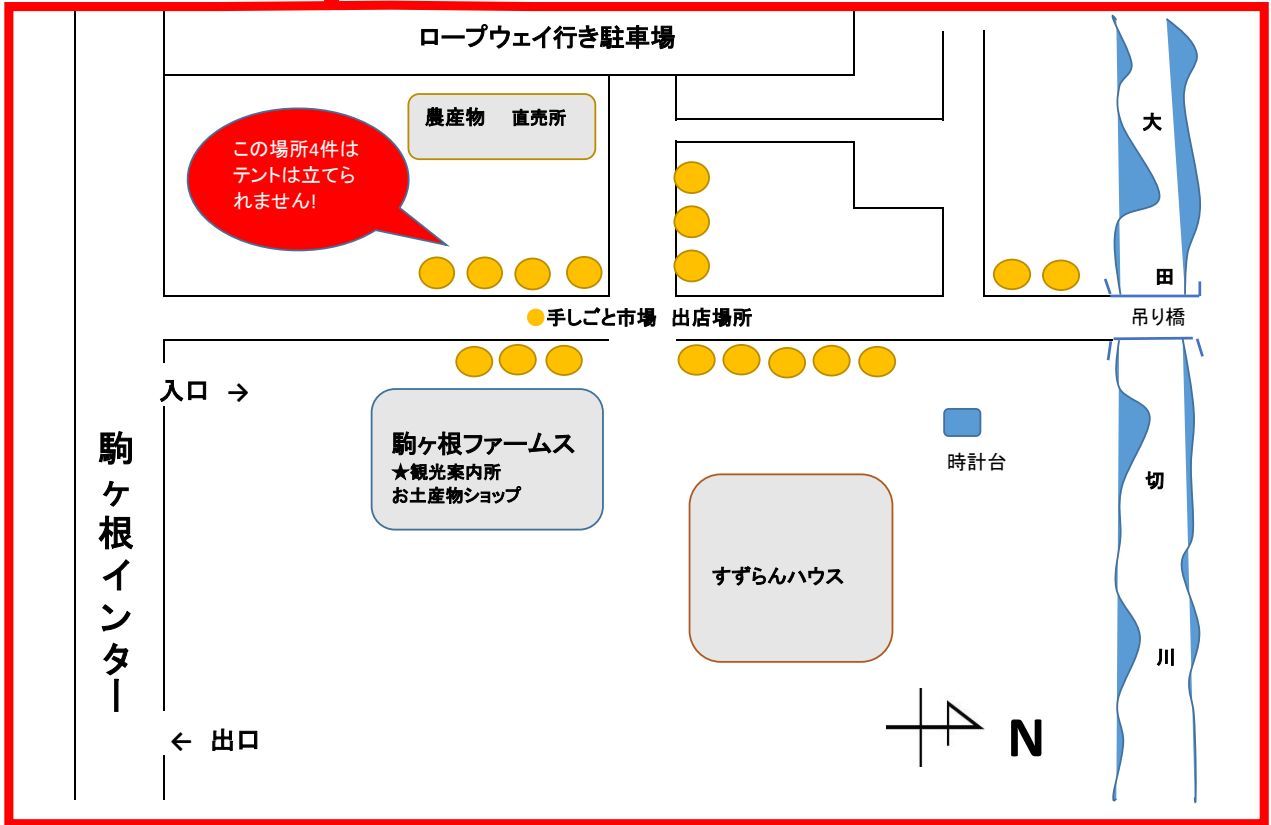 ロープウェイ行き駐車場
農産物　直売所
この場所4件は
テントは立てら
れません!
大
田
切
川
●手しごと市場　出店場所
吊り橋
入口 →
駒ヶ根ファームス
★観光案内所
お土産物ショップ
時計台
駒ヶ根インター
すずらんハウス
← 出口
N